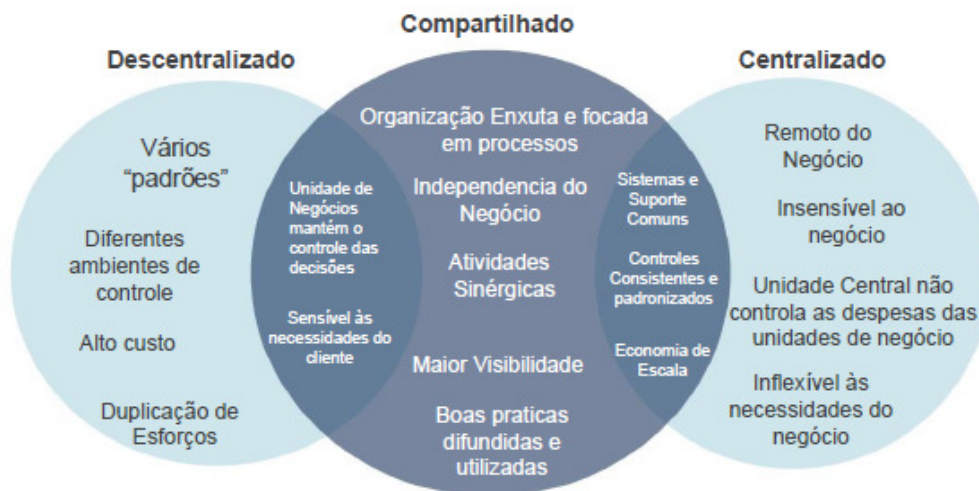 Compartilhado
Descentralizado
Centralizado
Vários
“padrões”
Diferentes
ambientes de
controle
Alto custo
Duplicação de
Esforços
Unidade de
Negócios
mantém o
controle das
decisões
Sensível às
necessidades do
cliente
Organização Enxuta e focada
em processos
Independencia do
Negócio
Atividades
Sinérgicas
Maior Visibilidade
Boas praticas
difundidas e
utilizadas
Sistemas e
Suporte
Comuns
Controles
Consistentes e
padronizados
Economia de
Escala
Remoto do
Negócio
Insensível ao
negócio
Unidade Central não
controla as despesas das
unidades de negócio
Inflexível às
necessidades do
negócio